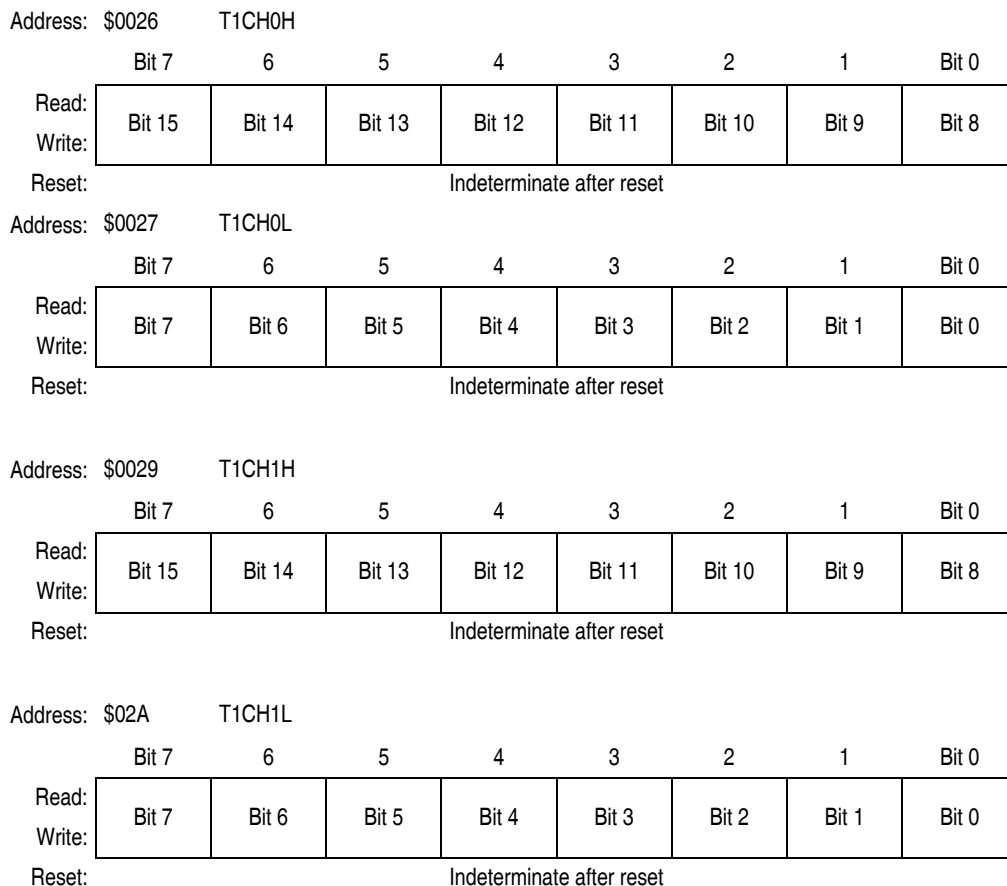 Address: $0026 T1CH0H
Bit 7 6 5 4 3 2 1 Bit 0
Read:
Bit 15 Bit 14 Bit 13 Bit 12 Bit 11 Bit 10 Bit 9 Bit 8
Write:
Reset: Indeterminate after reset
Address: $0027 T1CH0L
Bit 7 6 5 4 3 2 1 Bit 0
Read:
Bit 7 Bit 6 Bit 5 Bit 4 Bit 3 Bit 2 Bit 1 Bit 0
Write:
Reset: Indeterminate after reset
Address: $0029 T1CH1H
Bit 7 6 5 4 3 2 1 Bit 0
Read:
Bit 15 Bit 14 Bit 13 Bit 12 Bit 11 Bit 10 Bit 9 Bit 8
Write:
Reset: Indeterminate after reset
Address: $02A T1CH1L
Bit 7 6 5 4 3 2 1 Bit 0
Read:
Bit 7 Bit 6 Bit 5 Bit 4 Bit 3 Bit 2 Bit 1 Bit 0
Write:
Reset: Indeterminate after reset